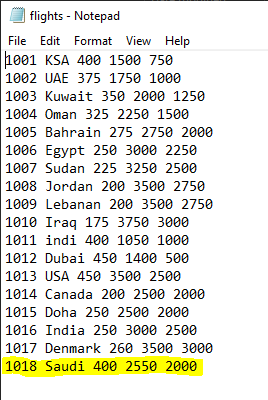 flights - Notepad
File Edit Format View Help
1001 KSA 400 1500 750
1002 UAE 375 1750 1000
1003 Kuwait 350 2000 1250
1004 Oman 325 2250 1500
1005 Bahrain 275 2750 2000
1006 Egypt 250 3000 2250
1007 Sudan 225 3250 2500
1008 Jordan 200 3500 2750
1009 Lebanan 200 3500 2750
1010 Iraq 175 3750 3000
1011 indi 400 1050 1000
1012 Dubai 450 1400 500
1013 USA 450 3500 2500
1014 Canada 200 2500 2000
1015 Doha 250 2500 2000
1016 India 250 3000 2500
1017 Denmark 260 3500 3000
1018 Saudi 400 2550 2000